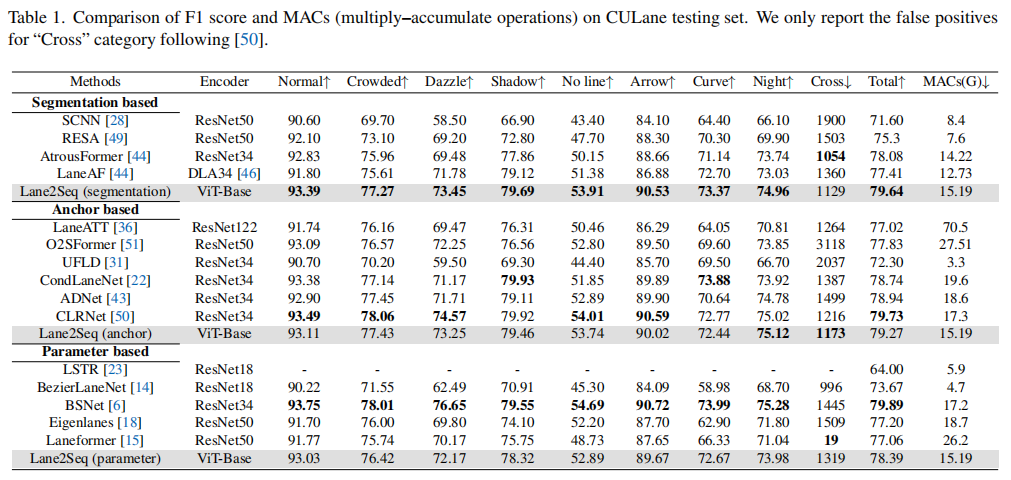 Table 1. Comparison of F1 score and MACs (multiply−accumulate operations) on CULane testing set. We only report the false positives
for “Cross” category following [50].
Methods Encoder Normal↑ Crowded↑ Dazzle↑ Shadow↑ No line↑ Arrow↑ Curve↑ Night↑ Cross↓ Total↑ MACs(G)↓
Segmentation based
SCNN [28] ResNet50 90.60 69.70 58.50 66.90 43.40 84.10 64.40 66.10 1900 71.60 8.4
RESA [49] ResNet50 92.10 73.10 69.20 72.80 47.70 88.30 70.30 69.90 1503 75.3 7.6
AtrousFormer [44] ResNet34 92.83 75.96 69.48 77.86 50.15 88.66 71.14 73.74 1054 78.08 14.22
LaneAF [44] DLA34 [46] 91.80 75.61 71.78 79.12 51.38 86.88 72.70 73.03 1360 77.41 12.73
Lane2Seq (segmentation) ViT-Base 93.39 77.27 73.45 79.69 53.91 90.53 73.37 74.96 1129 79.64 15.19
Anchor based
LaneATT [36] ResNet122 91.74 76.16 69.47 76.31 50.46 86.29 64.05 70.81 1264 77.02 70.5
O2SFormer [51] ResNet50 93.09 76.57 72.25 76.56 52.80 89.50 69.60 73.85 3118 77.83 27.51
UFLD [31] ResNet34 90.70 70.20 59.50 69.30 44.40 85.70 69.50 66.70 2037 72.30 3.3
CondLaneNet [22] ResNet34 93.38 77.14 71.17 79.93 51.85 89.89 73.88 73.92 1387 78.74 19.6
ADNet [43] ResNet34 92.90 77.45 71.71 79.11 52.89 89.90 70.64 74.78 1499 78.94 18.6
CLRNet [50] ResNet34 93.49 78.06 74.57 79.92 54.01 90.59 72.77 75.02 1216 79.73 17.3
Lane2Seq (anchor) ViT-Base 93.11 77.43 73.25 79.46 53.74 90.02 72.44 75.12 1173 79.27 15.19
Parameter based
LSTR [23] ResNet18 - - - - - - - - - 64.00 5.9
BezierLaneNet [14] ResNet18 90.22 71.55 62.49 70.91 45.30 84.09 58.98 68.70 996 73.67 4.7
BSNet [6] ResNet34 93.75 78.01 76.65 79.55 54.69 90.72 73.99 75.28 1445 79.89 17.2
Eigenlanes [18] ResNet50 91.70 76.00 69.80 74.10 52.20 87.70 62.90 71.80 1509 77.20 18.7
Laneformer [15] ResNet50 91.77 75.74 70.17 75.75 48.73 87.65 66.33 71.04 19 77.06 26.2
Lane2Seq (parameter) ViT-Base 93.03 76.42 72.17 78.32 52.89 89.67 72.67 73.98 1319 78.39 15.19